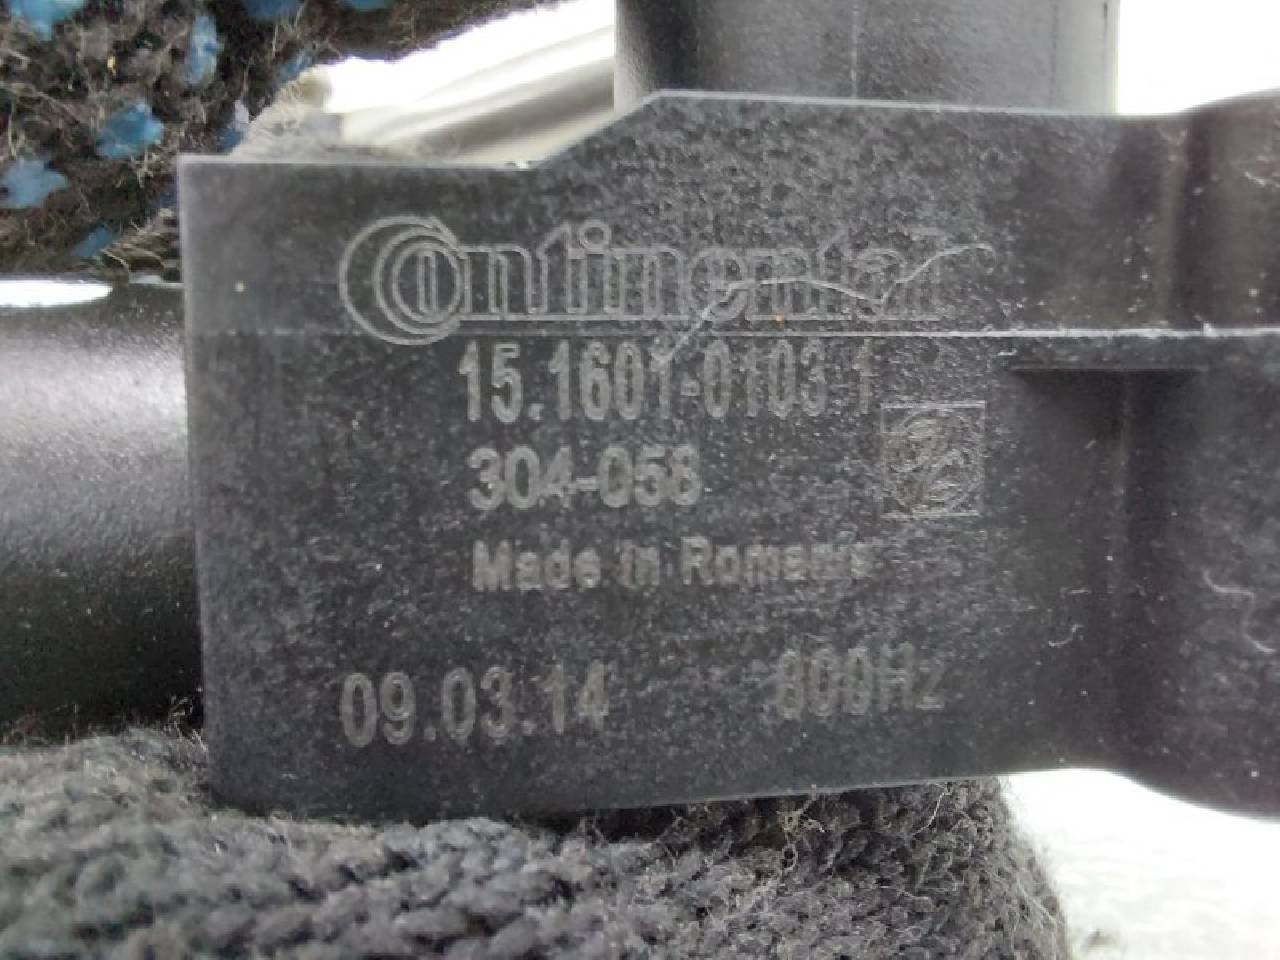 Continental
15.1601-0103 1
304-058
Made in Romania
09.03.14 800Hz